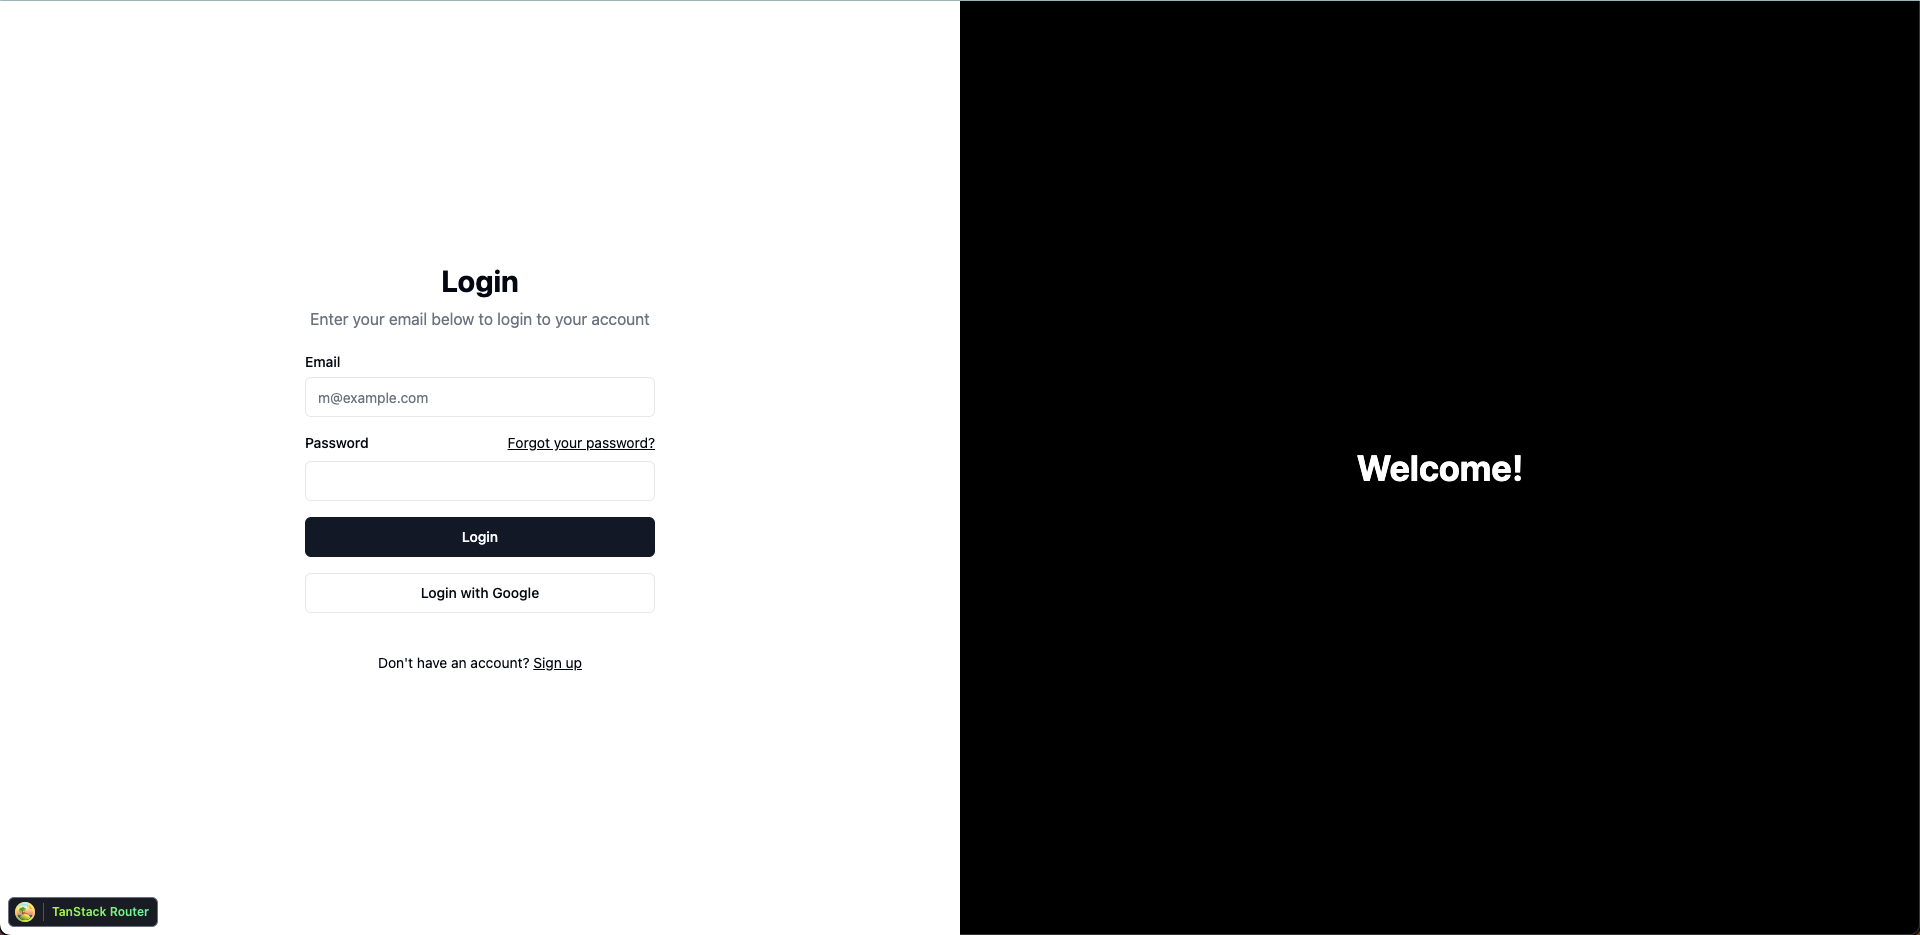 Login
Enter your email below to login to your account
Email
m@example.com
Password
Forgot your password?
Login
Login with Google
Don't have an account? Sign up
Welcome!
TanStack Router